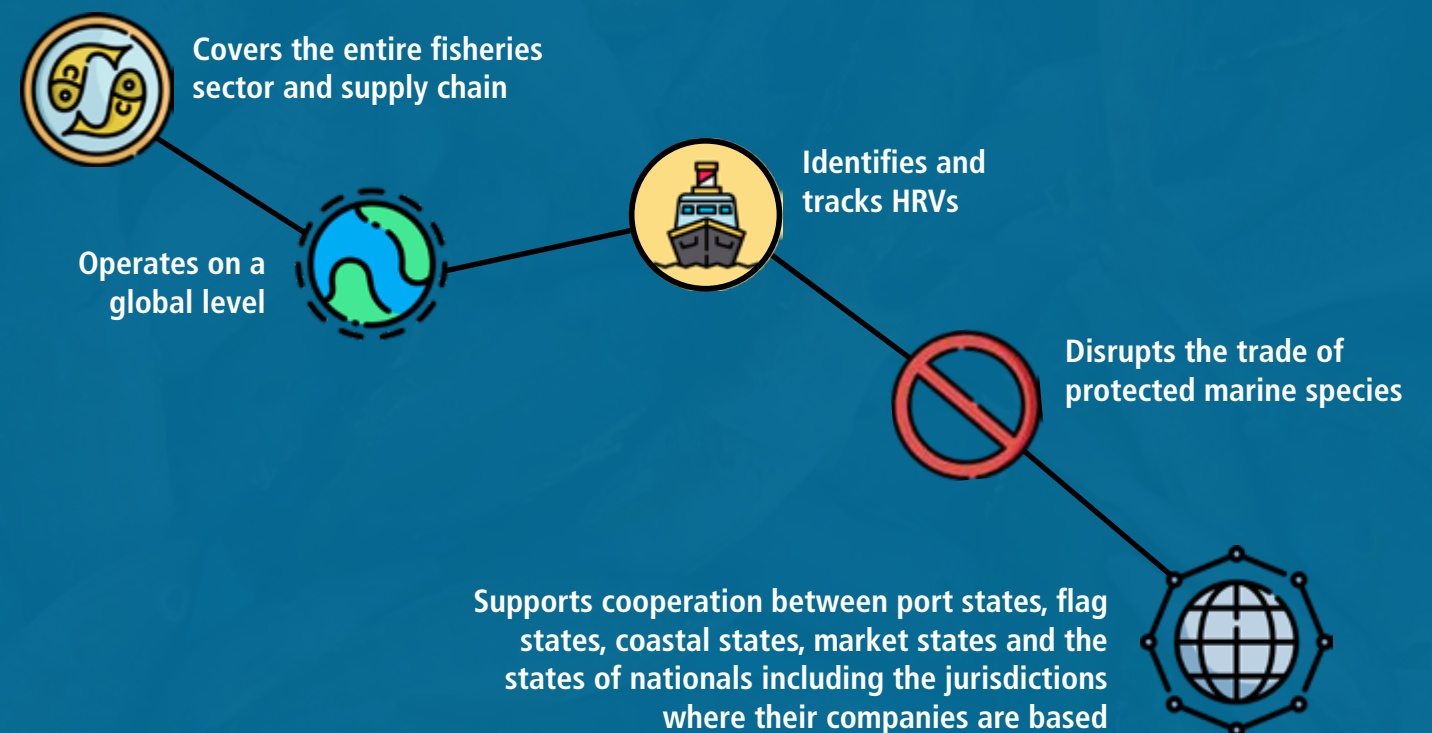 Covers the entire fisheries
sector and supply chain
Operates on a
global level
Identifies and
tracks HRVs
Disrupts the trade of
protected marine species
Supports cooperation between port states, flag
states, coastal states, market states and the
states of nationals including the jurisdictions
where their companies are based